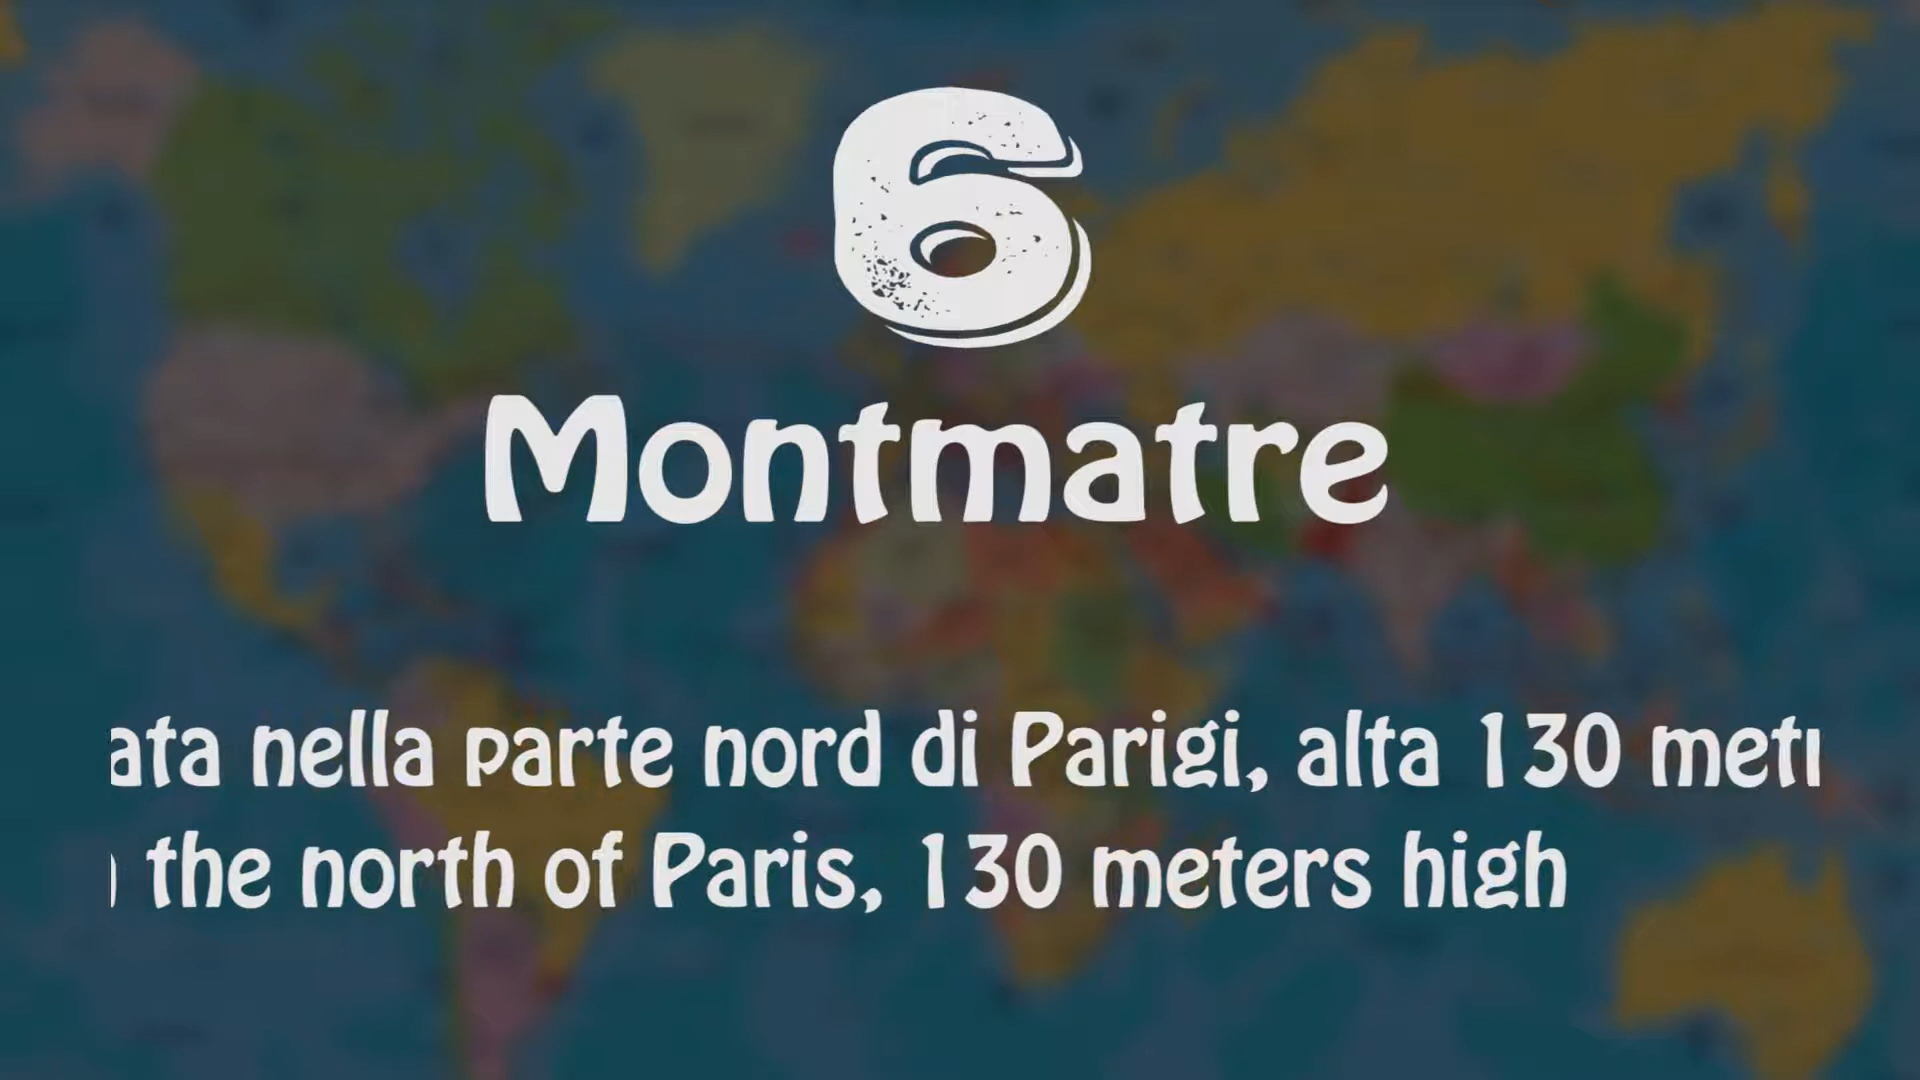 6
Montmatre
ata nella parte nord di Parigi, alta 130 met
the north of Paris, 130 meters high